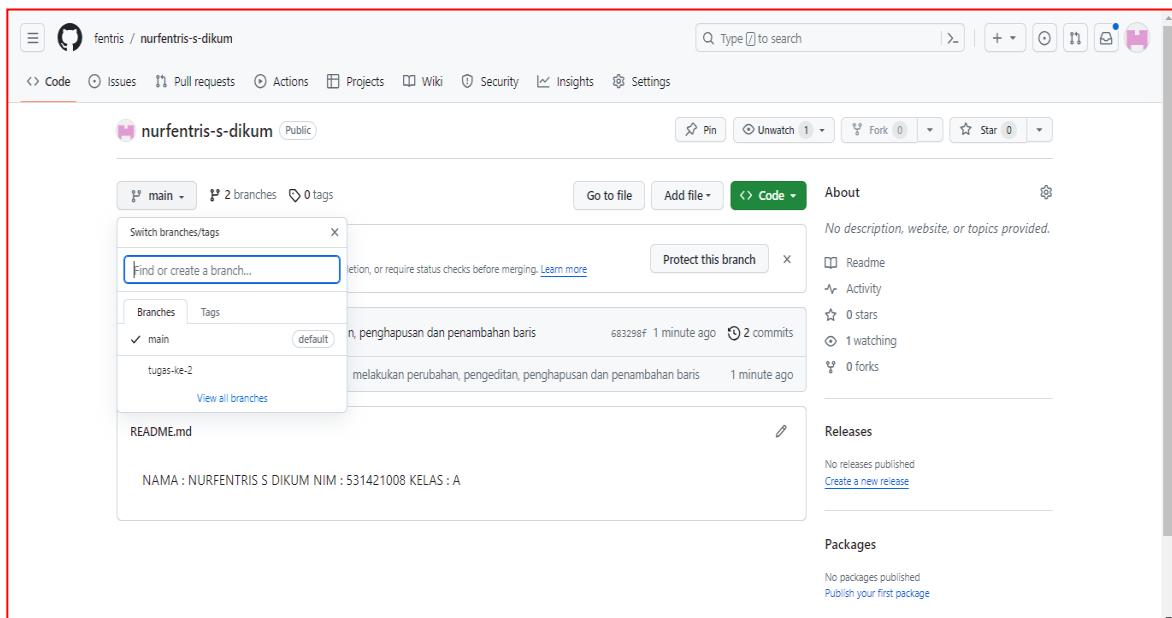 fentris / nurfentris-s-dikum
Type / to search
Code Issues Pull requests Actions Projects Wiki Security Insights Settings
nurfentris-s-dikum Public
Pin Unwatch 1 Fork 0 Star 0
main 2 branches 0 tags Go to file Add file Code
Switch branches/tags
Find or create a branch...
Branches Tags
main default
tugas-ke-2
View all branches
Protect this branch
or require status checks before merging. Learn more
penghapusan dan penambahan baris 683298f 1 minute ago 2 commits
melakukan perubahan, pengeditan, penghapusan dan penambahan baris 1 minute ago
README.md
NAMA : NURFENTRIS S DIKUM NIM : 531421008 KELAS : A
About
No description, website, or topics provided.
Readme
Activity
0 stars
1 watching
0 forks
Releases
No releases published
Create a new release
Packages
No packages published
Publish your first package